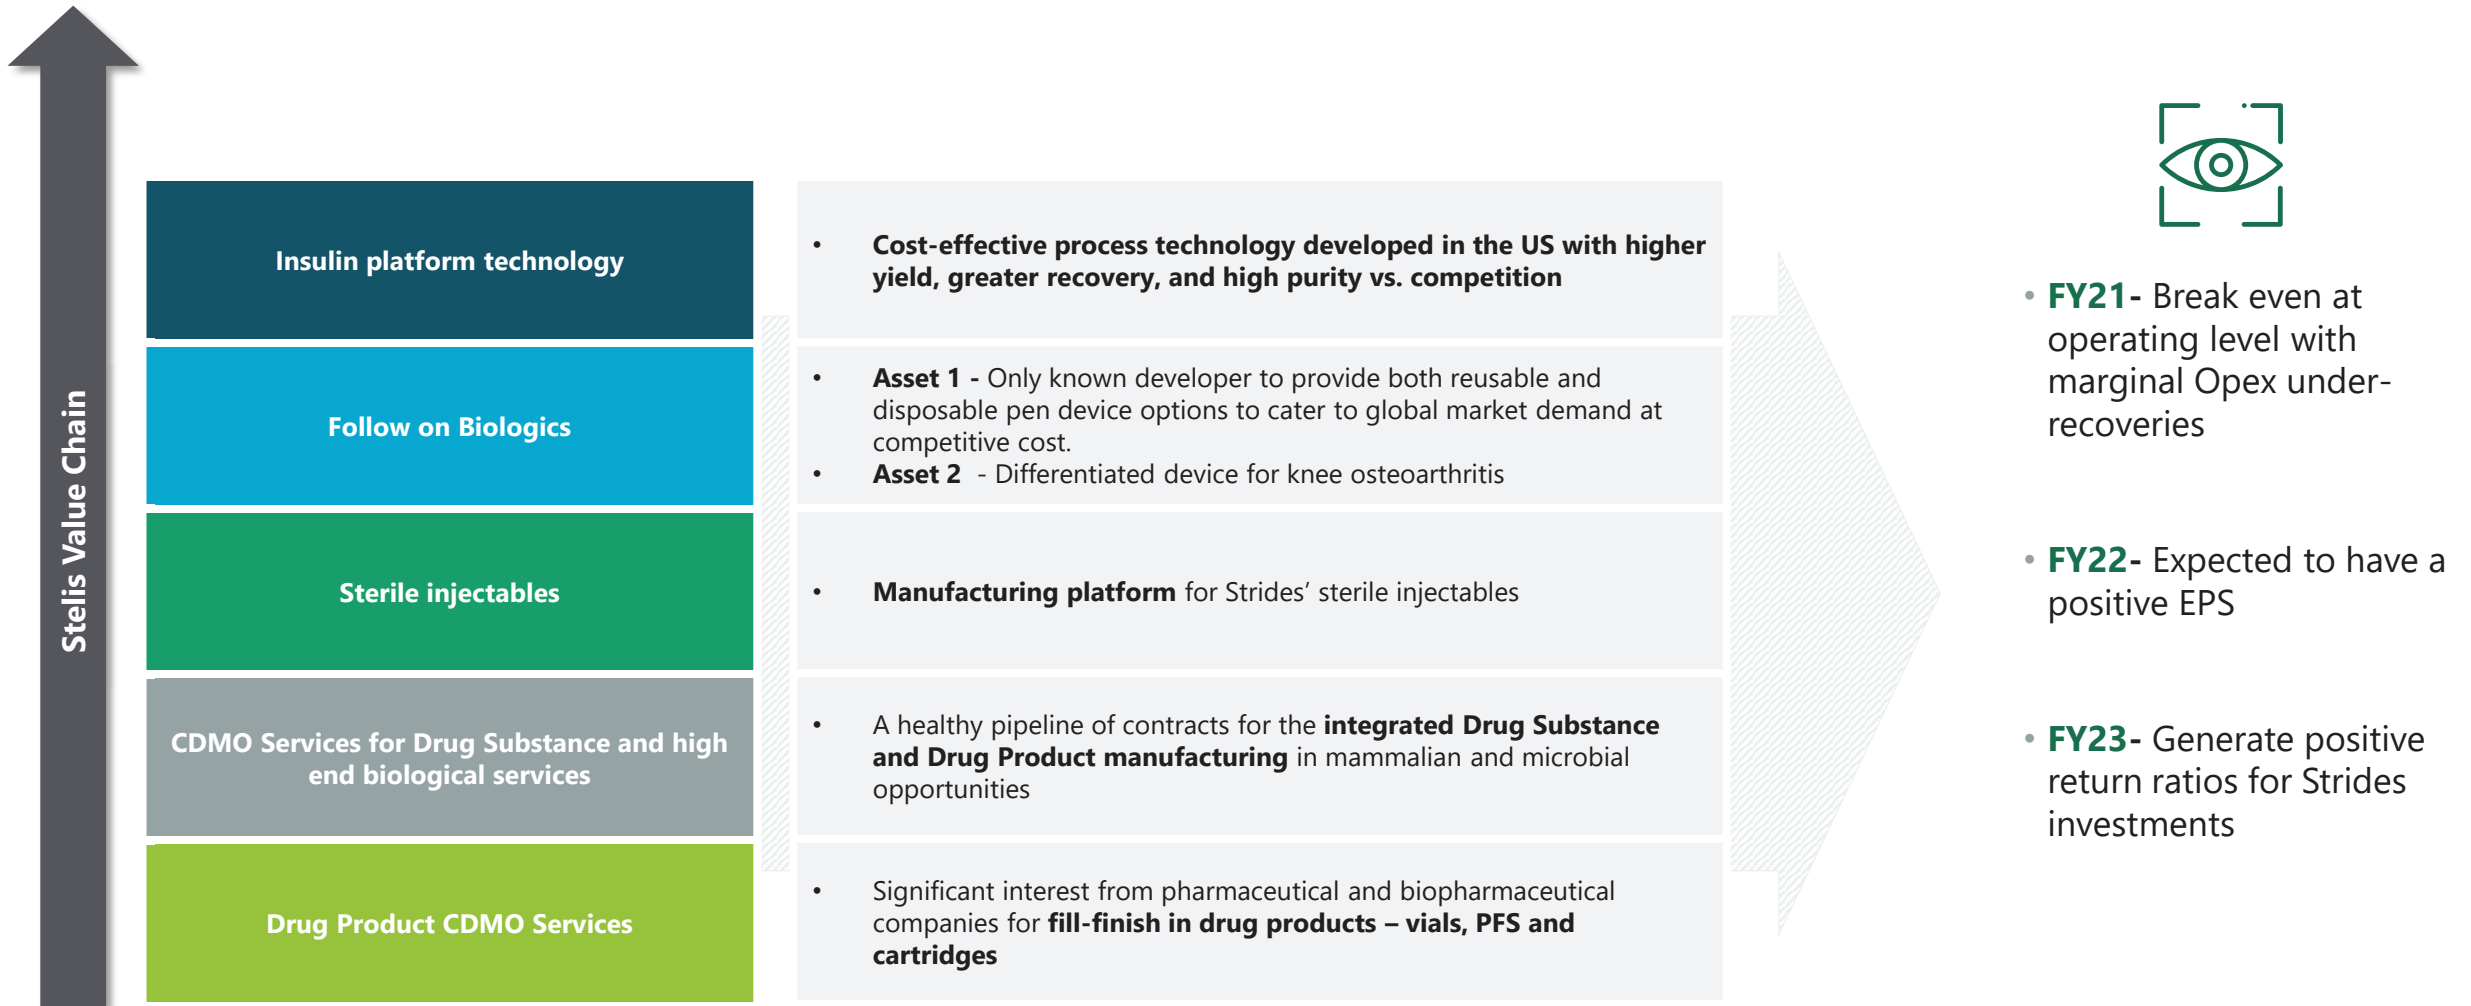 Stelis Value Chain
Insulin platform technology
• Cost-effective process technology developed in the US with higher
yield, greater recovery, and high purity vs. competition
Follow on Biologics
• Asset 1 - Only known developer to provide both reusable and
disposable pen device options to cater to global market demand at
competitive cost.
• Asset 2 - Differentiated device for knee osteoarthritis
Sterile injectables
• Manufacturing platform for Strides’ sterile injectables
CDMO Services for Drug Substance and high
end biological services
• A healthy pipeline of contracts for the integrated Drug Substance
and Drug Product manufacturing in mammalian and microbial
opportunities
Drug Product CDMO Services
• Significant interest from pharmaceutical and biopharmaceutical
companies for fill-finish in drug products – vials, PFS and
cartridges
• FY21- Break even at
operating level with
marginal Opex under-
recoveries
• FY22- Expected to have a
positive EPS
• FY23- Generate positive
return ratios for Strides
investments